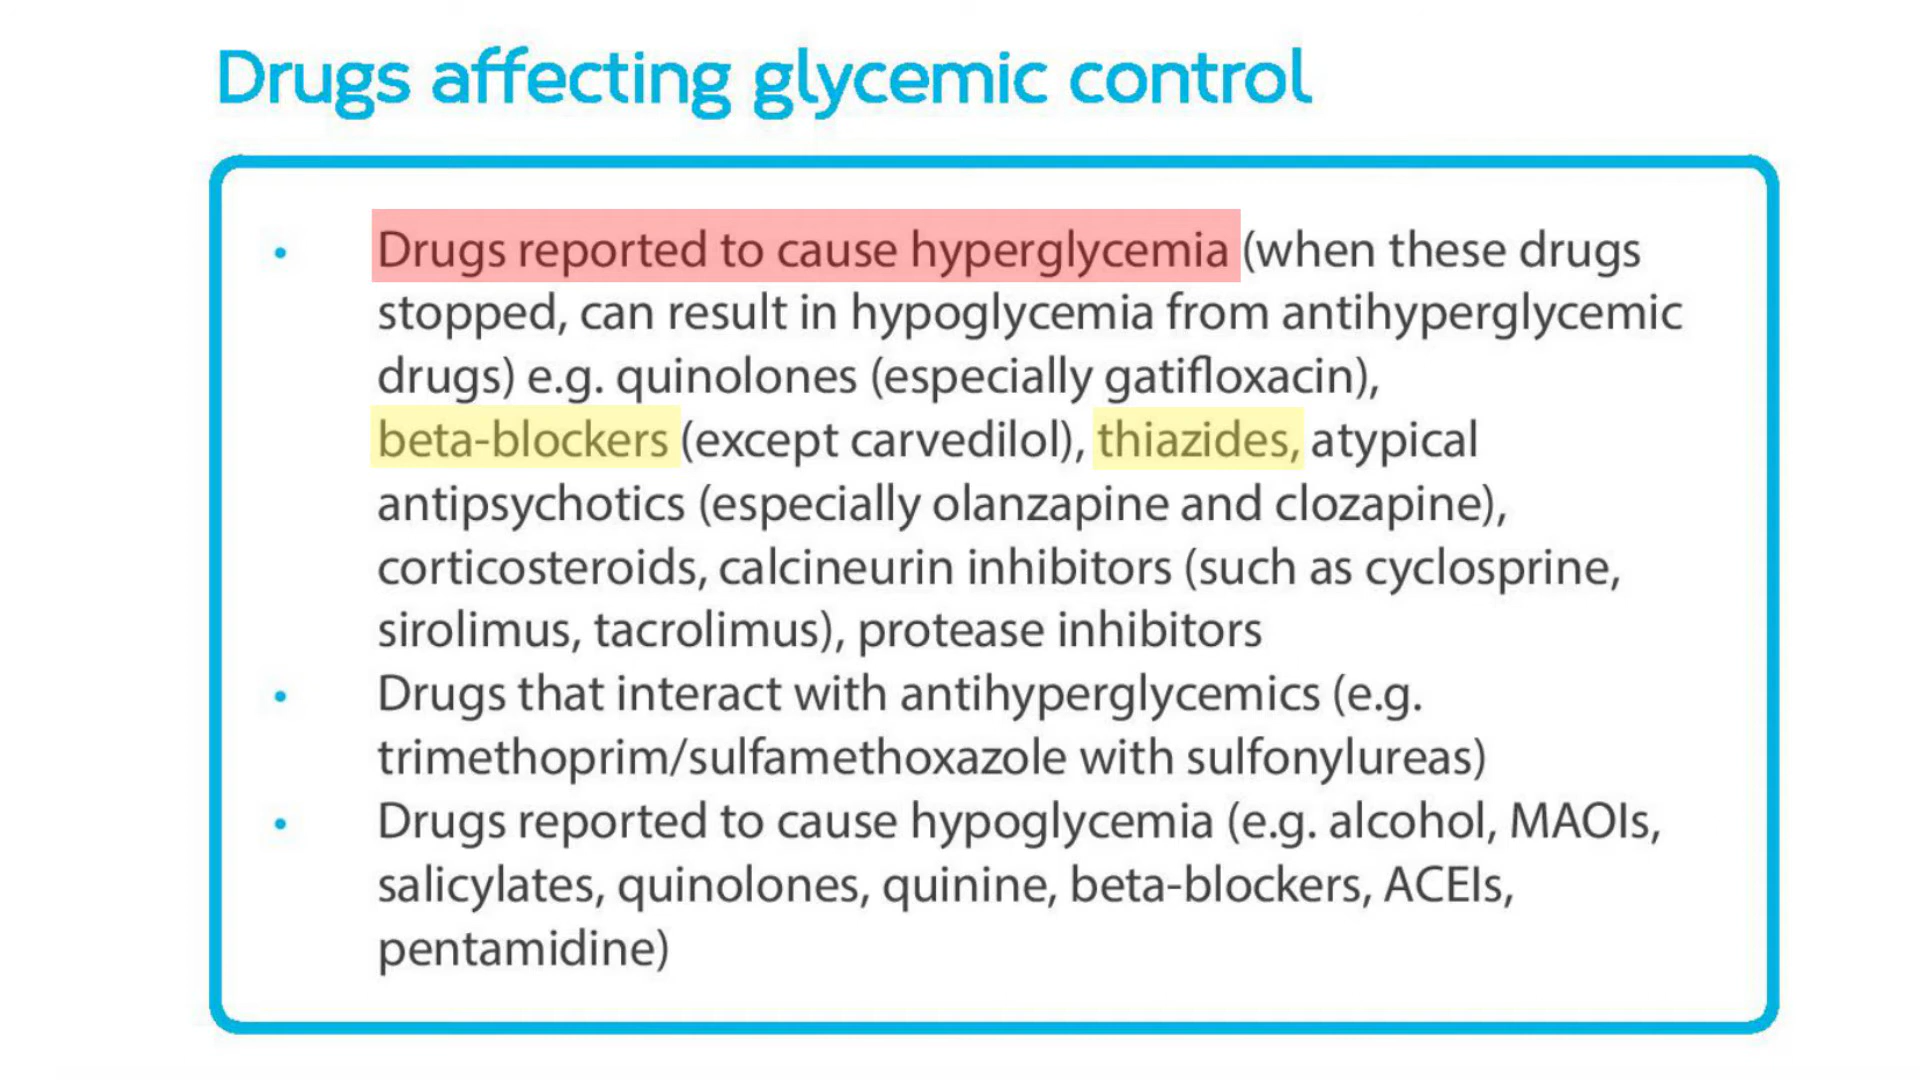 Drugs affecting glycemic control
• Drugs reported to cause hyperglycemia (when these drugs
stopped, can result in hypoglycemia from antihyperglycemic
drugs) e.g. quinolones (especially gatifloxacin),
beta-blockers (except carvedilol), thiazides, atypical
antipsychotics (especially olanzapine and clozapine),
corticosteroids, calcineurin inhibitors (such as cyclosprine,
sirolimus, tacrolimus), protease inhibitors
• Drugs that interact with antihyperglycemics (e.g.
trimethoprim/sulfamethoxazole with sulfonylureas)
• Drugs reported to cause hypoglycemia (e.g. alcohol, MAOIs,
salicylates, quinolones, quinine, beta-blockers, ACEIs,
pentamidine)